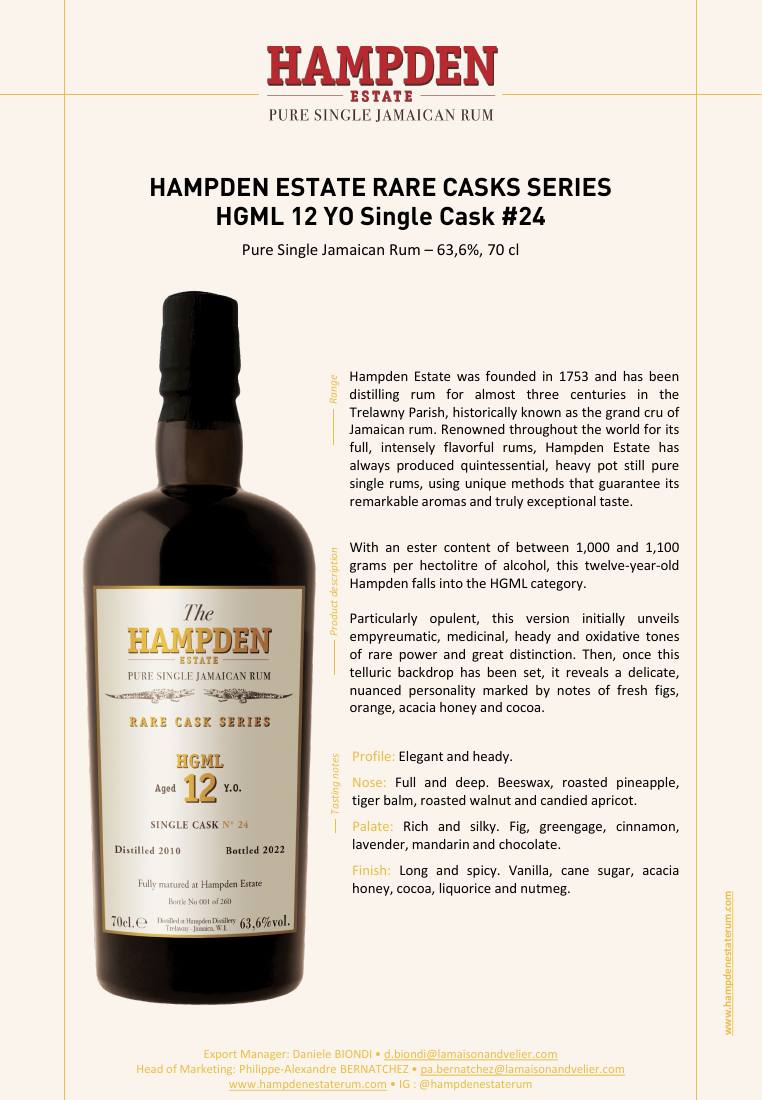 HAMPDEN
ESTATE
PURE SINGLE JAMAICAN RUM
HAMPDEN ESTATE RARE CASKS SERIES
HGML 12 YO Single Cask #24
Pure Single Jamaican Rum – 63,6%, 70 cl
Range
Hampden Estate was founded in 1753 and has been
distilling rum for almost three centuries in the
Trelawny Parish, historically known as the grand cru of
Jamaican rum. Renowned throughout the world for its
full, intensely flavorful rums, Hampden Estate has
always produced quintessential, heavy pot still pure
single rums, using unique methods that guarantee its
remarkable aromas and truly exceptional taste.
Product description
With an ester content of between 1,000 and 1,100
grams per hectolitre of alcohol, this twelve-year-old
Hampden falls into the HGML category.
Particularly opulent, this version initially unveils
empyreumatic, medicinal, heady and oxidative tones
of rare power and great distinction. Then, once this
telluric backdrop has been set, it reveals a delicate,
nuanced personality marked by notes of fresh figs,
orange, acacia honey and cocoa.
Tasting notes
Profile: Elegant and heady.
Nose: Full and deep. Beeswax, roasted pineapple,
tiger balm, roasted walnut and candied apricot.
Palate: Rich and silky. Fig, greengage, cinnamon,
lavender, mandarin and chocolate.
Finish: Long and spicy. Vanilla, cane sugar, acacia
honey, cocoa, liquorice and nutmeg.
The
HAMPDEN
ESTATE
PURE SINGLE JAMAICAN RUM
RARE CASK SERIES
HGML
Aged 12 Y.O.
SINGLE CASK N° 24
Distilled 2010 Bottled 2022
Fully matured at Hampden Estate
Bottle No 001 of 260
70cl.℮ Distilled at Hampden Distillery 63,6%vol.
Trelawny - Jamaica, W.I.
www.hampdenestaterum.com
Export Manager: Daniele BIONDI • d.biondi@lamaisonandvelier.com
Head of Marketing: Philippe-Alexandre BERNATCHEZ • pa.bernatchez@lamaisonandvelier.com
www.hampdenestaterum.com • IG : @hampdenestaterum